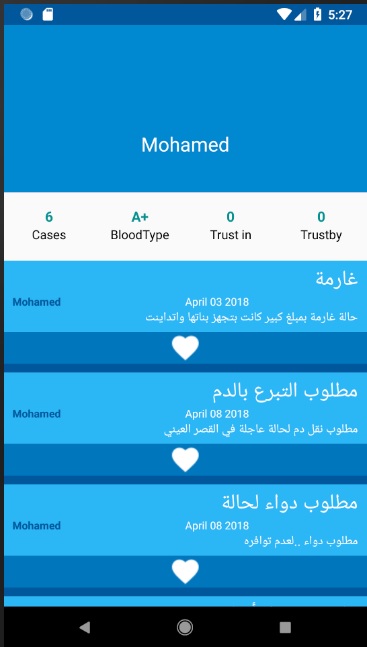 5:27
Mohamed
6 A+ 0 0
Cases BloodType Trust in Trustby
غارمة
Mohamed April 03 2018
حالة غارمة بمبلغ كبير كانت بتجهز بناتها واتداينت
مطلوب التبرع بالدم
Mohamed April 08 2018
مطلوب نقل دم لحالة عاجلة في القصر العيني
مطلوب دواء لحالة
Mohamed April 08 2018
مطلوب دواء ..لعدم توافره